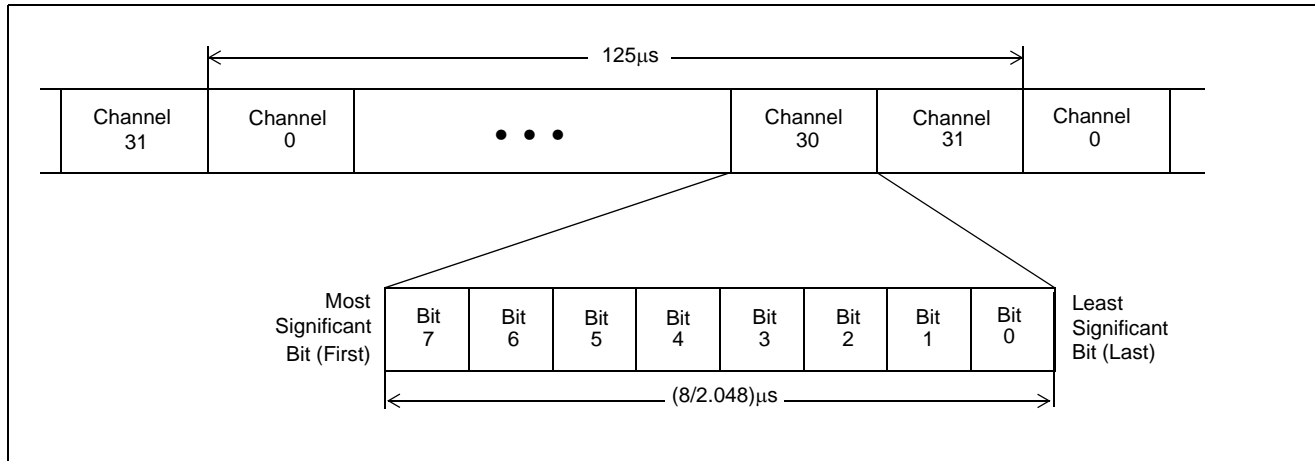 125μs
Channel
31
Channel
0
• • •
Channel
30
Channel
31
Channel
0
Most
Significant
Bit (First)
Bit
7
Bit
6
Bit
5
Bit
4
Bit
3
Bit
2
Bit
1
Bit
0
Least
Significant
Bit (Last)
(8/2.048)μs